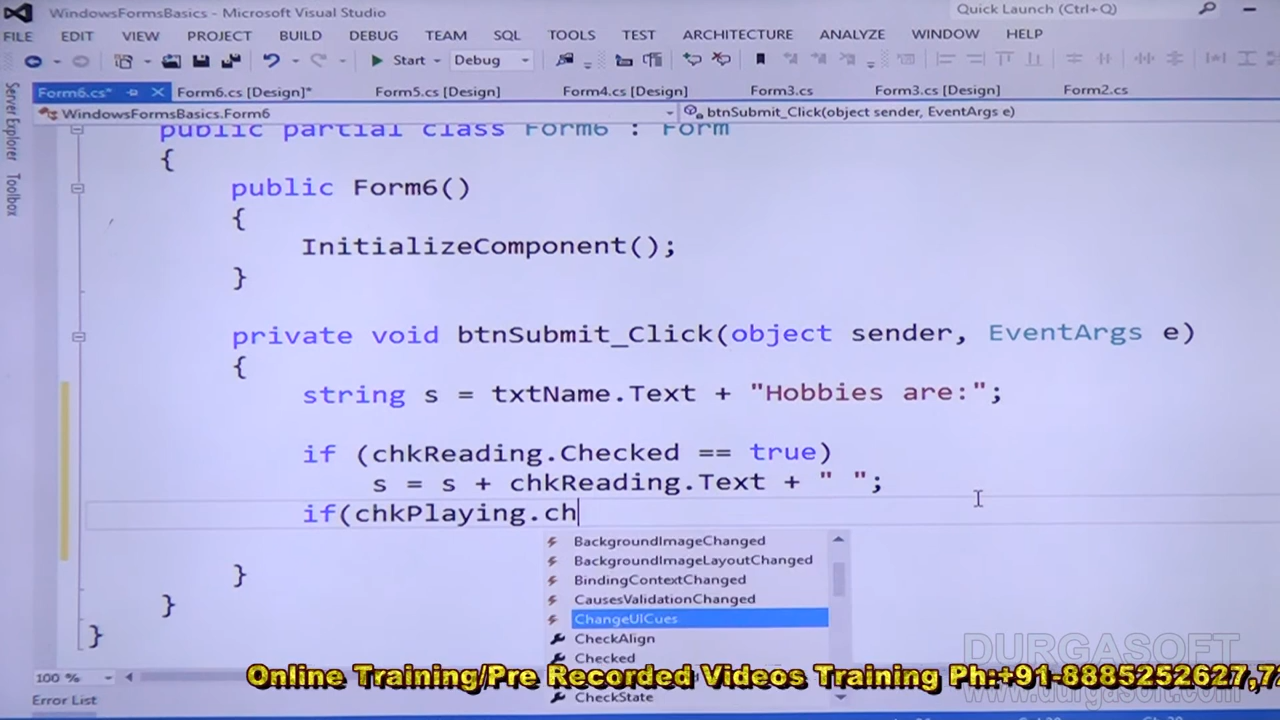 WindowsFormsBasics - Microsoft Visual Studio
Quick Launch (Ctrl+Q)
FILE EDIT VIEW PROJECT BUILD DEBUG TEAM SQL TOOLS TEST ARCHITECTURE ANALYZE WINDOW HELP
Start Debug
Form6.cs* Form6.cs [Design]* Form5.cs [Design] Form4.cs [Design] Form3.cs Form3.cs [Design] Form2.cs
WindowsFormsBasics.Form6
btnSubmit_Click(object sender, EventArgs e)
Server Explorer
Toolbox
public partial class Form6 : Form
{
public Form6()
{
InitializeComponent();
}
private void btnSubmit_Click(object sender, EventArgs e)
{
string s = txtName.Text + "Hobbies are:";
if (chkReading.Checked == true)
s = s + chkReading.Text + " ";
if(chkPlaying.ch
BackgroundImageChanged
BackgroundImageLayoutChanged
BindingContextChanged
CausesValidationChanged
ChangeUICues
CheckAlign
Checked
CheckState
}
}
}
DURGASOFT
www.durgasoft.com
100 %
Online Training/Pre Recorded Videos Training Ph:+91-8885252627,72
Error List